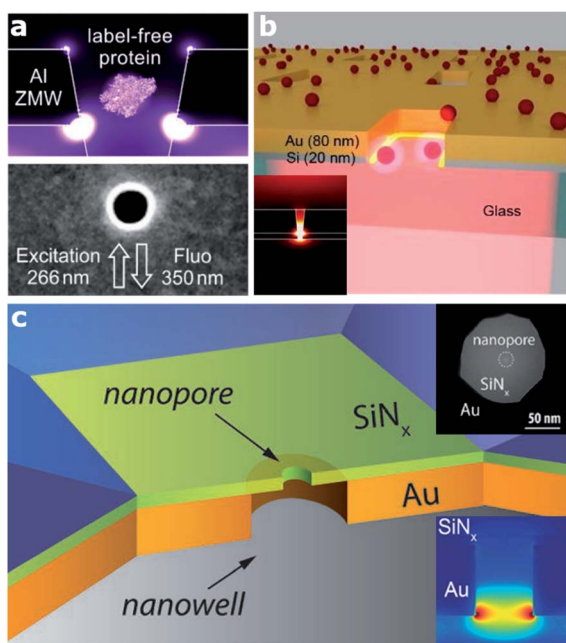 a
label-free
protein
Al
ZMW
Excitation
266 nm
Fluo
350 nm
b
Au (80 nm)
Si (20 nm)
Glass
c
nanopore
SiNx
Au
nanowell
nanopore
SiNx
Au
50 nm
SiNx
Au